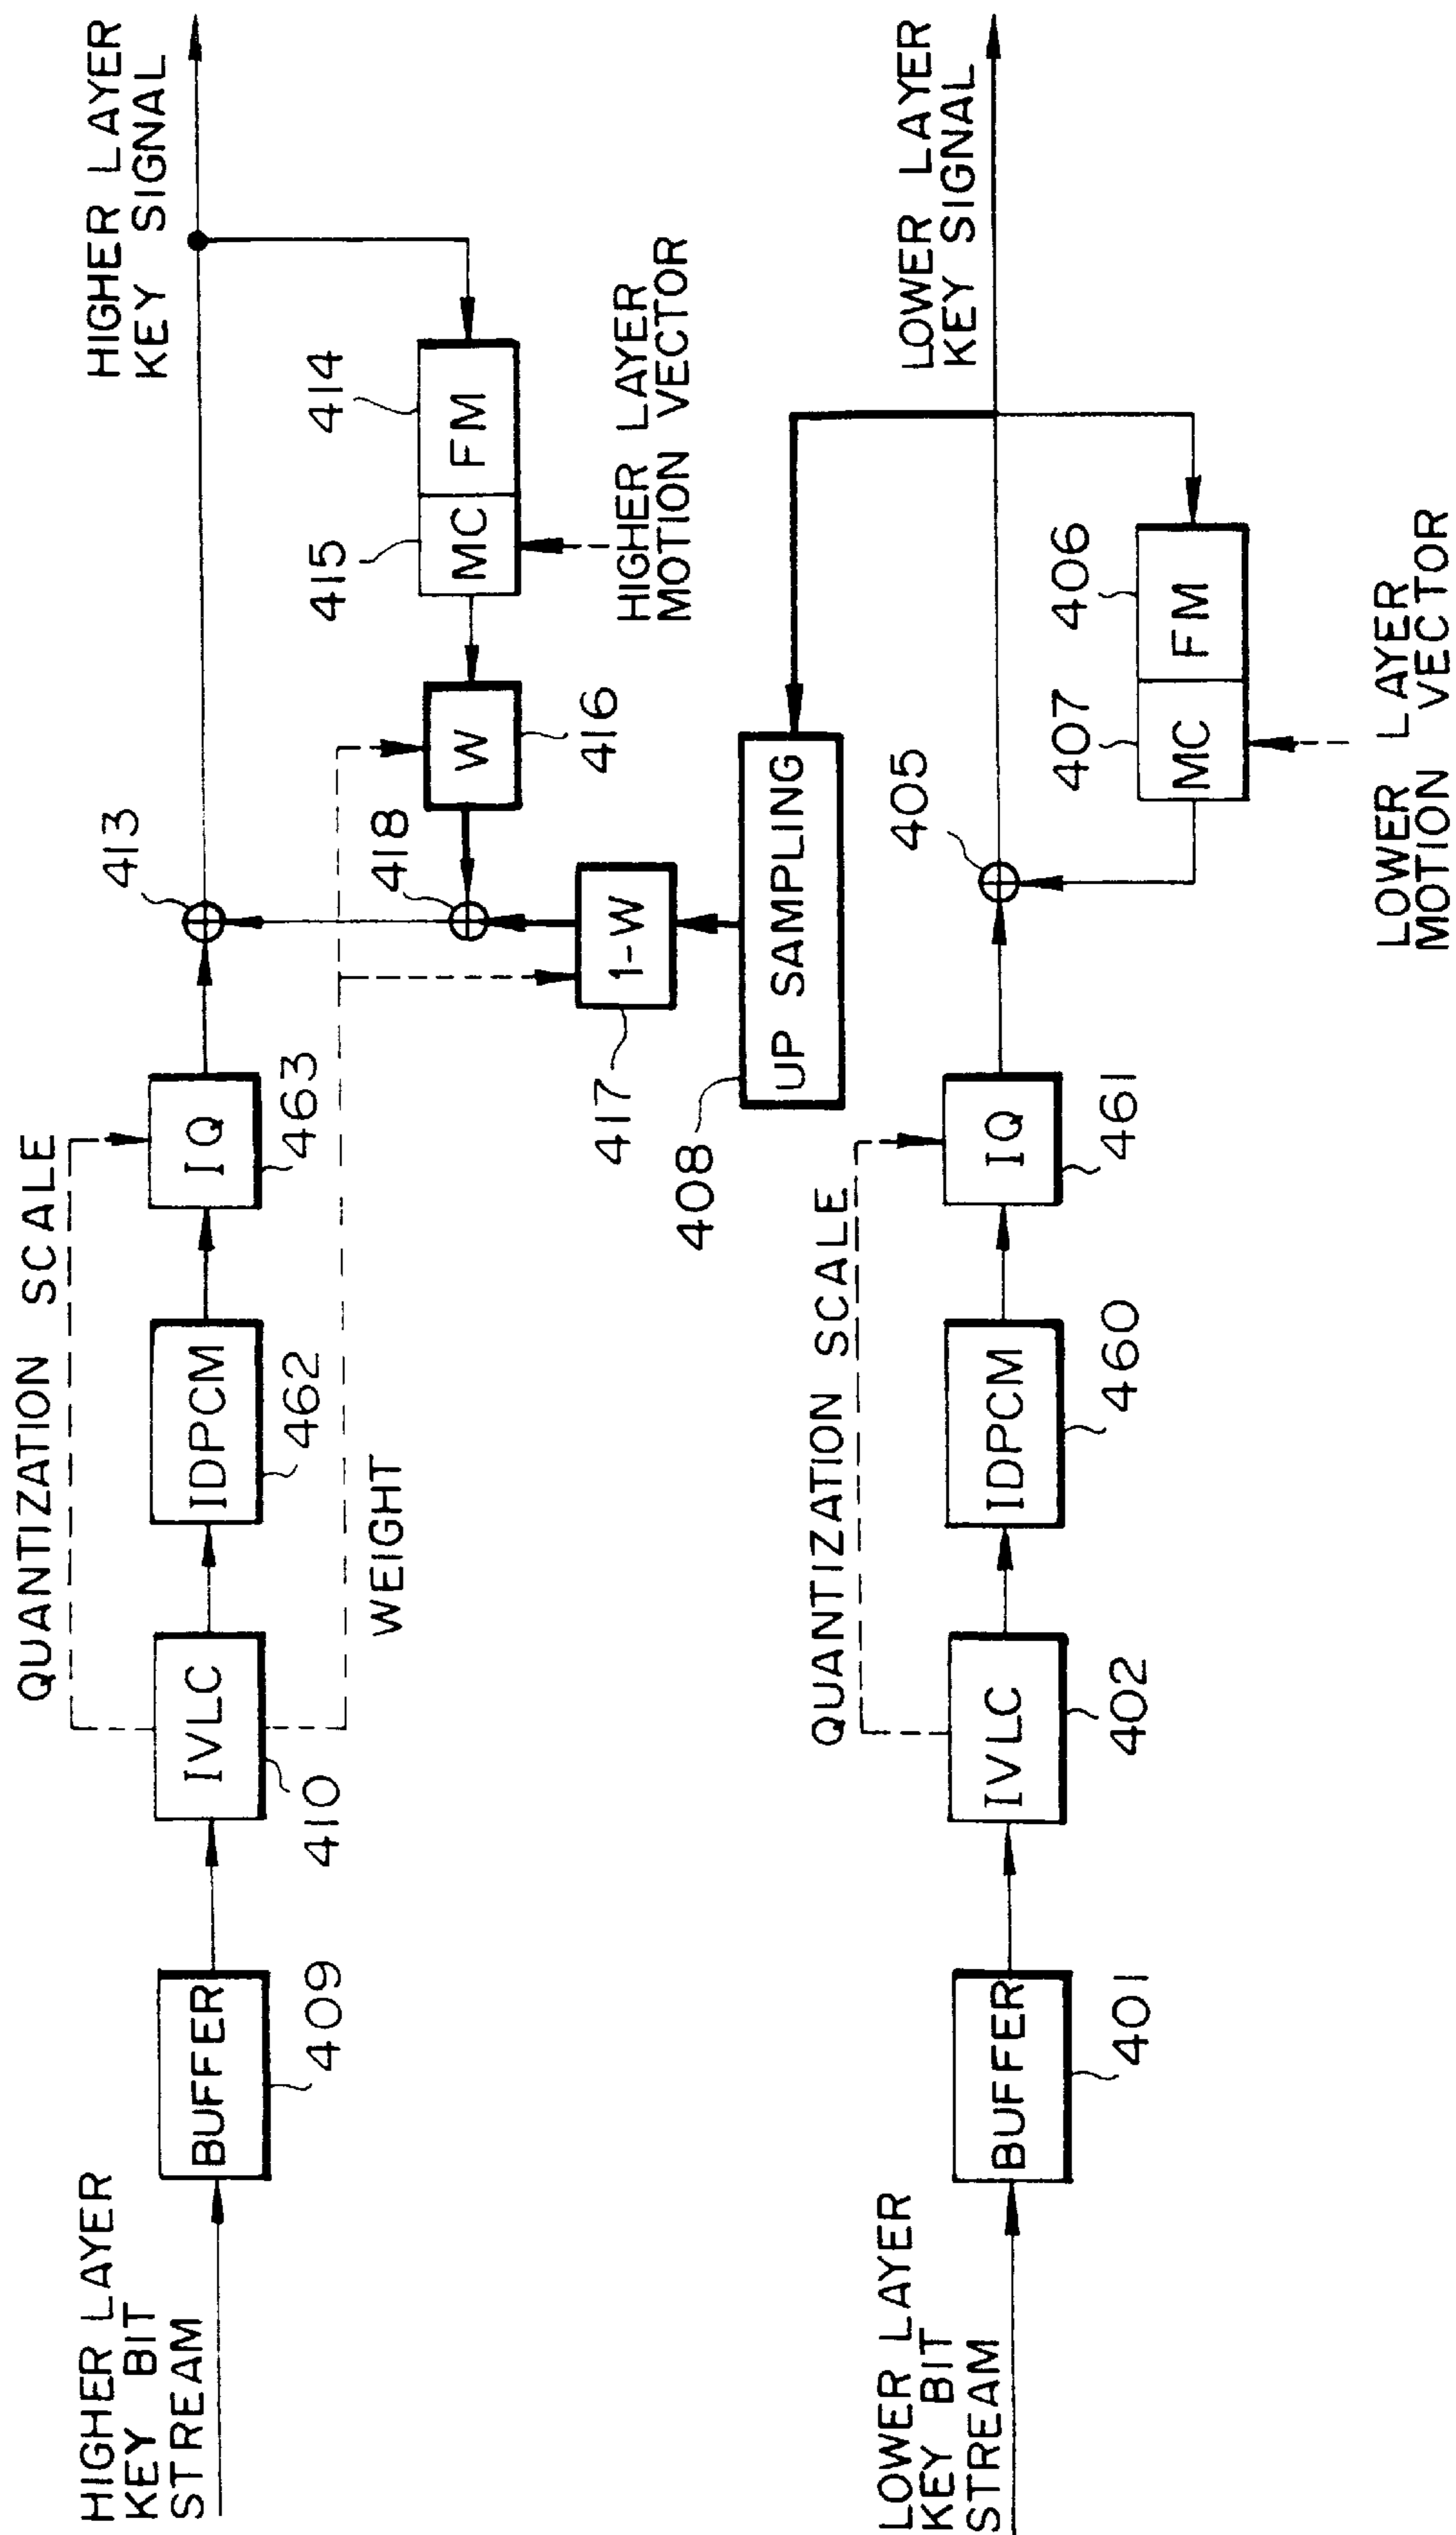 HIGHER LAYER
KEY BIT
STREAM
BUFFER
409
IVLC
410
QUANTIZATION SCALE
WEIGHT
IDPCM
462
IQ
463
413
HIGHER LAYER
KEY SIGNAL
418
W
416
415
MC
414
FM
HIGHER LAYER
MOTION VECTOR
1-W
417
UP SAMPLING
408
LOWER LAYER
KEY BIT
STREAM
BUFFER
401
IVLC
402
QUANTIZATION SCALE
IDPCM
460
IQ
461
405
LOWER LAYER
KEY SIGNAL
407
MC
406
FM
LOWER LAYER
MOTION VECTOR